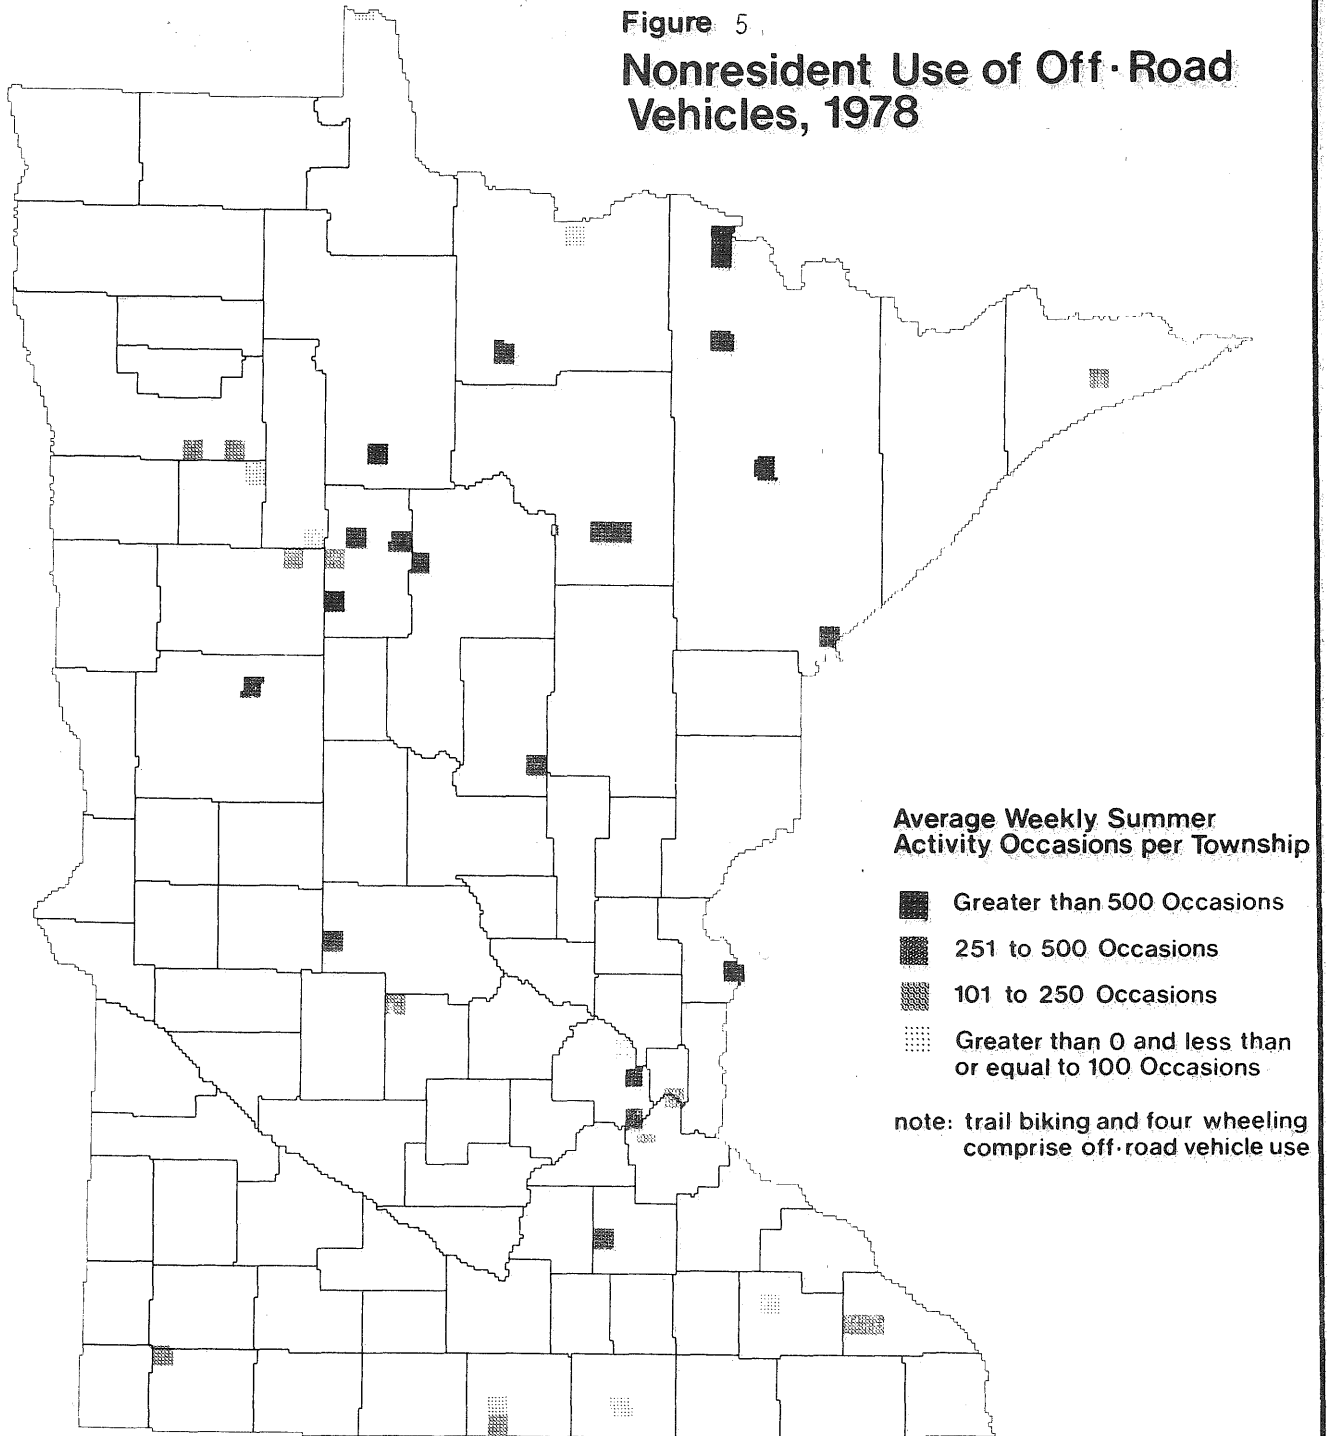 Figure 5
Nonresident Use of Off·Road
Vehicles, 1978
Average Weekly Summer
Activity Occasions per Township
Greater than 500 Occasions
251 to 500 Occasions
101 to 250 Occasions
Greater than 0 and less than
or equal to 100 Occasions
note: trail biking and four wheeling
comprise off·road vehicle use